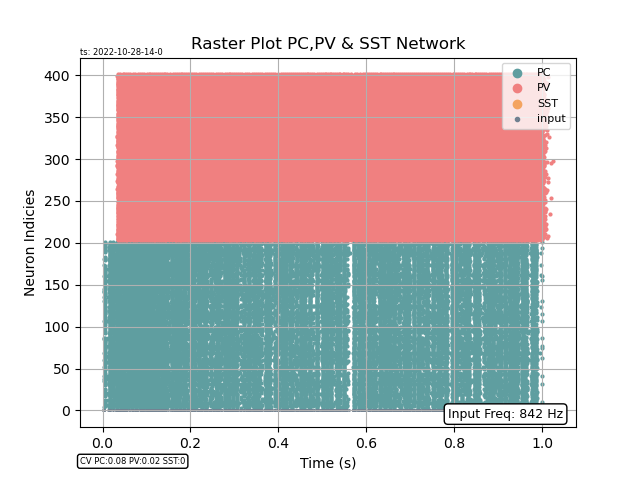 Raster Plot PC,PV & SST Network
ts: 2022-10-28-14-0
PC
PV
SST
input
400
350
300
250
200
150
100
50
0
Neuron Indicies
Input Freq: 842 Hz
0.0 0.2 0.4 0.6 0.8 1.0
Time (s)
CV PC:0.08 PV:0.02 SST:0